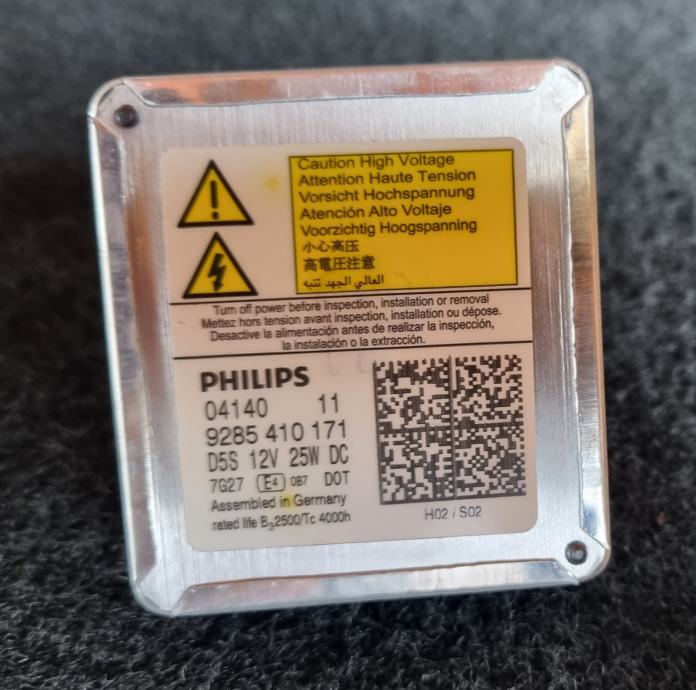 Caution High Voltage
Attention Haute Tension
Vorsicht Hochspannung
Atención Alto Voltaje
Voorzichtig Hoogspanning
小心高压
高電圧注意
العالي الجهد تنبه
Turn off power before inspection, installation or removal
Mettez hors tension avant inspection, installation ou dépose.
Desactive la alimentación antes de realizar la inspección,
la instalación o la extracción.
PHILIPS
04140 11
9285 410 171
D5S 12V 25W DC
7G27 E4 0B7 DOT
Assembled in Germany
rated life B₃2500/Tc 4000h
H02 / S02